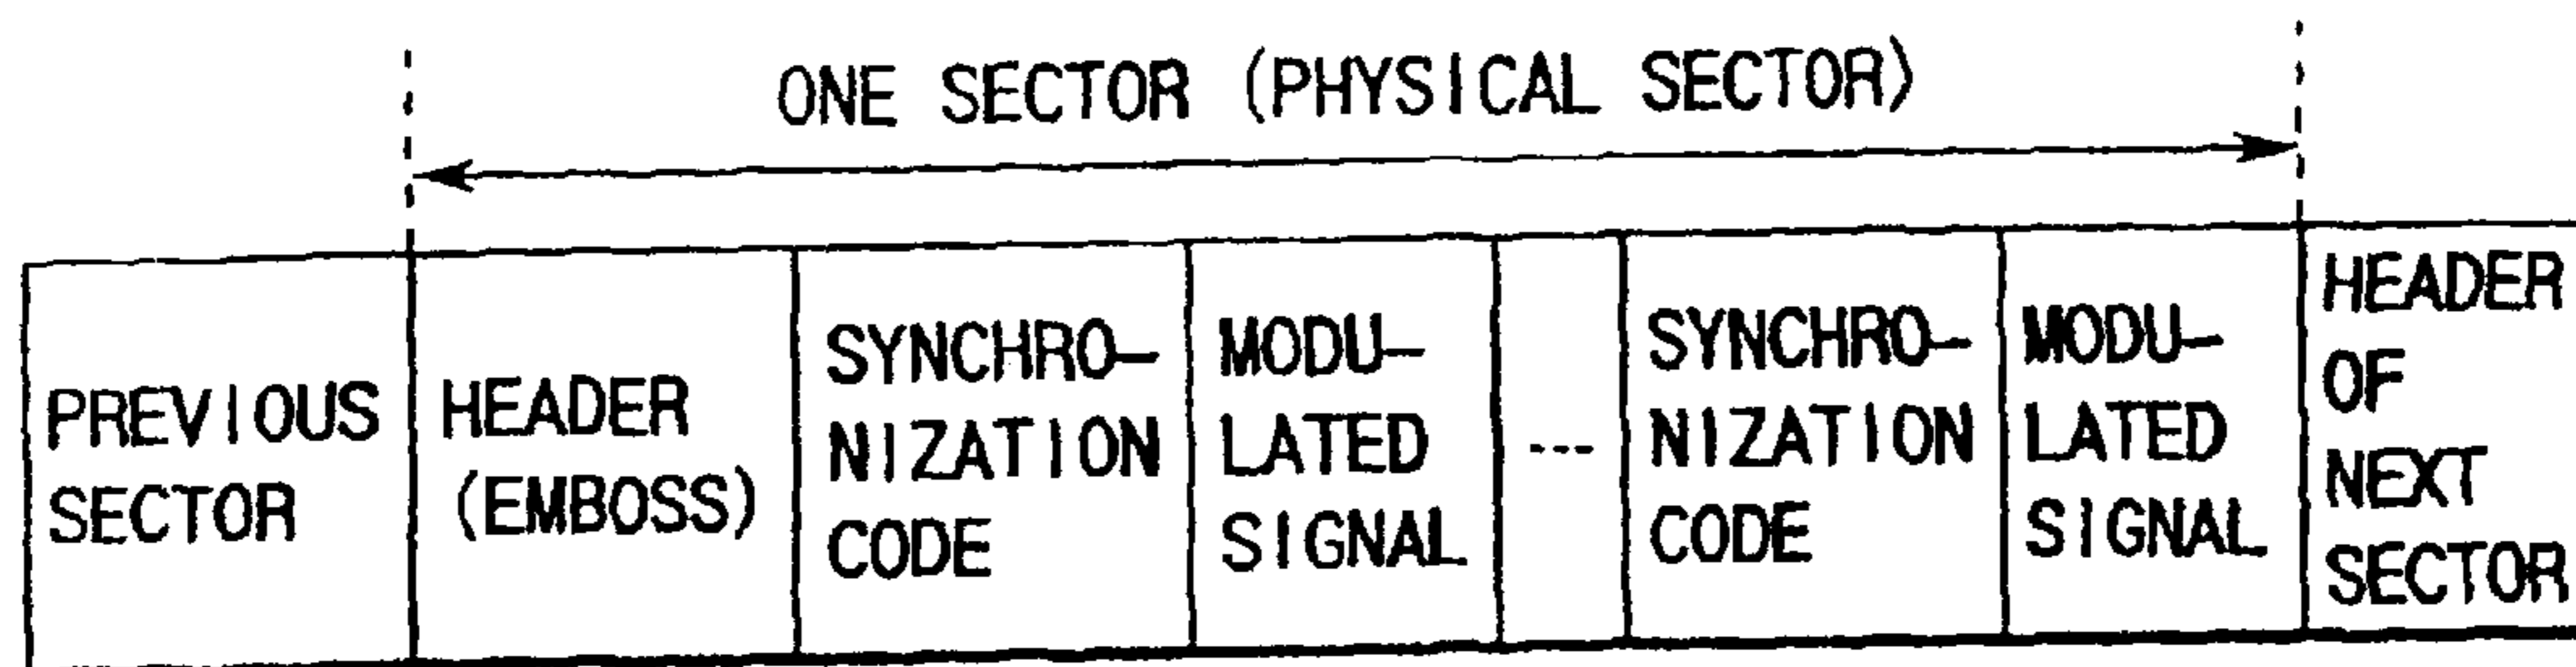 ONE SECTOR (PHYSICAL SECTOR)
PREVIOUS
SECTOR
HEADER
(EMBOSS)
SYNCHRO-
NIZATION
CODE
MODU-
LATED
SIGNAL
---
SYNCHRO-
NIZATION
CODE
MODU-
LATED
SIGNAL
HEADER
OF
NEXT
SECTOR